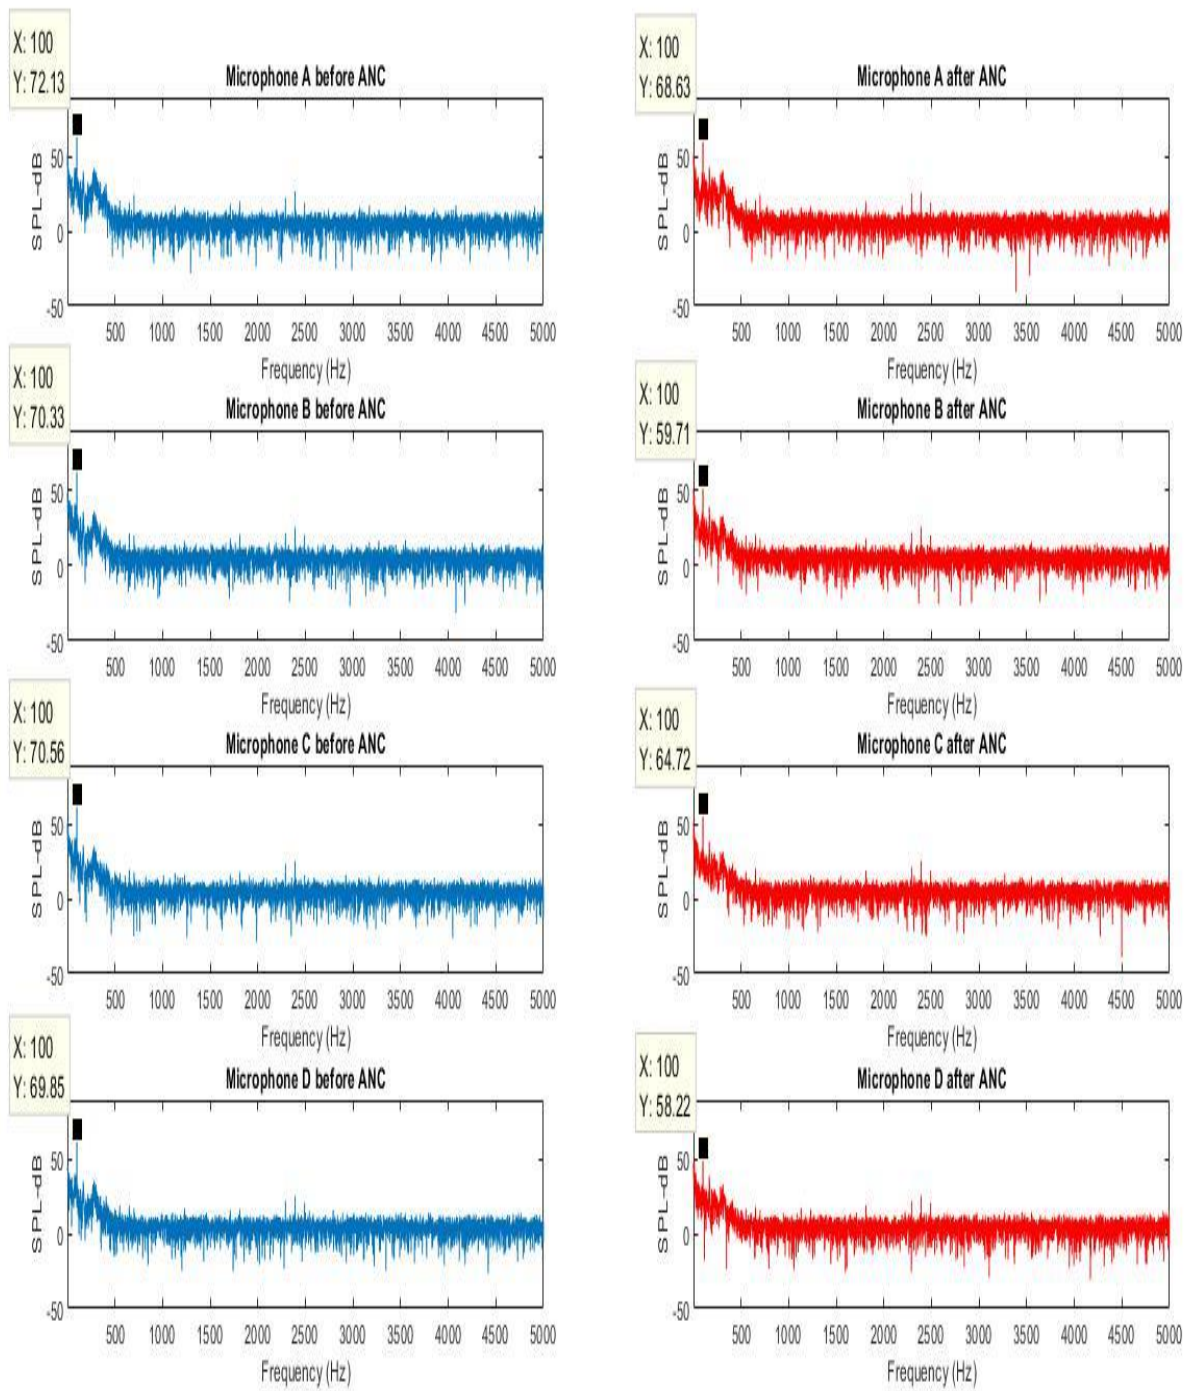 X: 100
Y: 72.13
Microphone A before ANC
SPL-dB
50
0
-50
500 1000 1500 2000 2500 3000 3500 4000 4500 5000
Frequency (Hz)
X: 100
Y: 68.63
Microphone A after ANC
SPL-dB
50
0
-50
500 1000 1500 2000 2500 3000 3500 4000 4500 5000
Frequency (Hz)
X: 100
Y: 70.33
Microphone B before ANC
SPL-dB
50
0
-50
500 1000 1500 2000 2500 3000 3500 4000 4500 5000
Frequency (Hz)
X: 100
Y: 59.71
Microphone B after ANC
SPL-dB
50
0
-50
500 1000 1500 2000 2500 3000 3500 4000 4500 5000
Frequency (Hz)
X: 100
Y: 70.56
Microphone C before ANC
SPL-dB
50
0
-50
500 1000 1500 2000 2500 3000 3500 4000 4500 5000
Frequency (Hz)
X: 100
Y: 64.72
Microphone C after ANC
SPL-dB
50
0
-50
500 1000 1500 2000 2500 3000 3500 4000 4500 5000
Frequency (Hz)
X: 100
Y: 69.85
Microphone D before ANC
SPL-dB
50
0
-50
500 1000 1500 2000 2500 3000 3500 4000 4500 5000
Frequency (Hz)
X: 100
Y: 58.22
Microphone D after ANC
SPL-dB
50
0
-50
500 1000 1500 2000 2500 3000 3500 4000 4500 5000
Frequency (Hz)